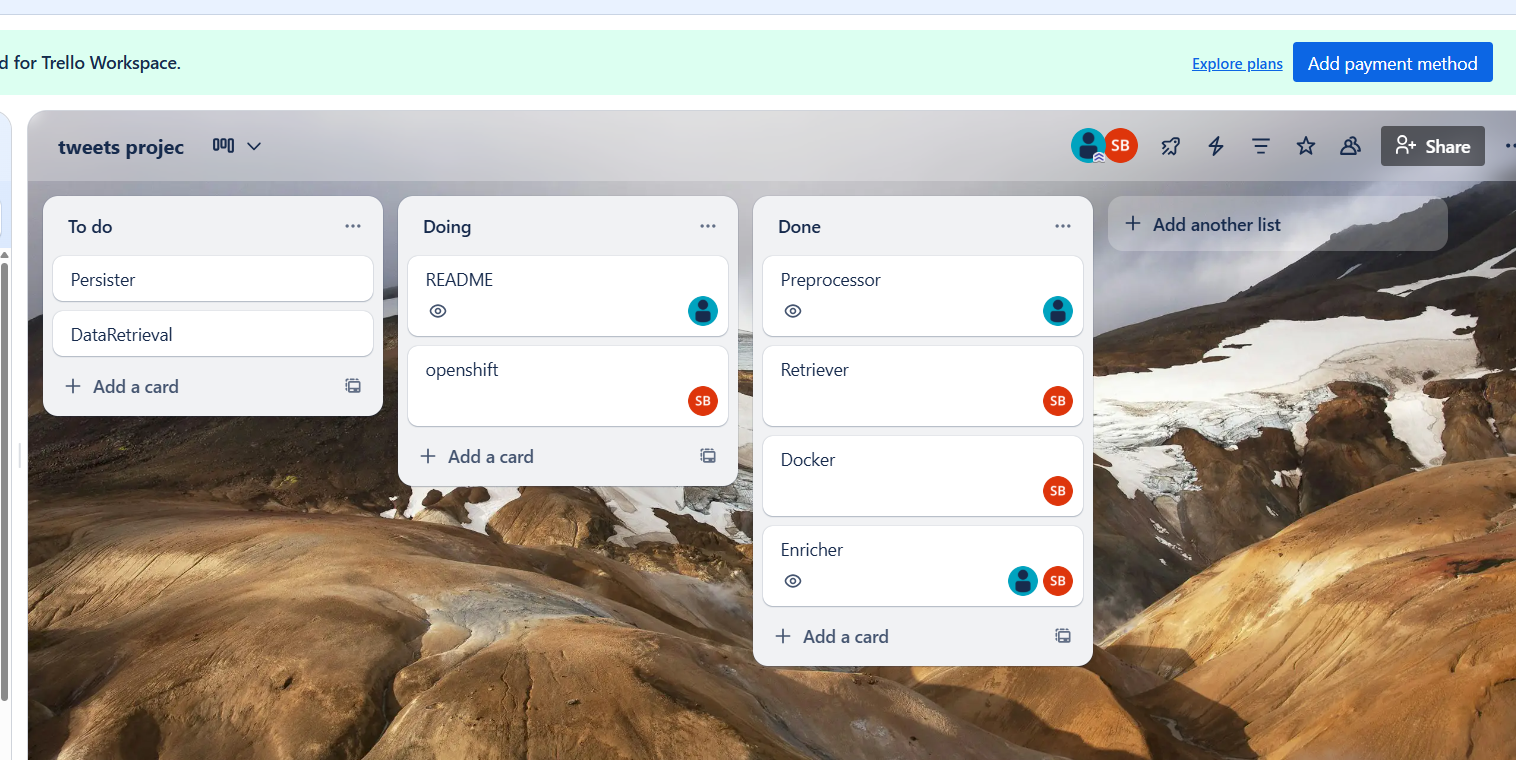 d for Trello Workspace.
Explore plans
Add payment method
tweets projec
SB
Share
To do
Persister
DataRetrieval
Add a card
Doing
README
openshift
SB
Add a card
Done
Preprocessor
Retriever
SB
Docker
SB
Enricher
SB
Add a card
Add another list